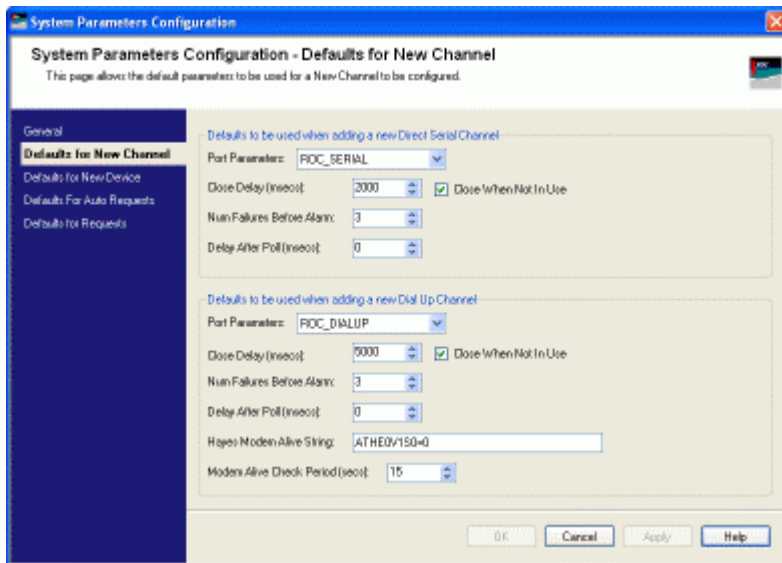 System Parameters Configuration
System Parameters Configuration - Defaults for New Channel
This page allows the default parameters to be used for a New Channel to be configured.
General
Defaults for New Channel
Defaults for New Device
Defaults For Auto Requests
Defaults for Requests
Defaults to be used when adding a new Direct Serial Channel
Port Parameters: ROC_SERIAL
Close Delay (msecs): 2000 Close When Not In Use
Num Failures Before Alarm: 3
Delay After Poll (msecs): 0
Defaults to be used when adding a new Dial Up Channel
Port Parameters: ROC_DIALUP
Close Delay (msecs): 5000 Close When Not In Use
Num Failures Before Alarm: 3
Delay After Poll (msecs): 0
Hayes Modem Alive String: ATHE0V1S0=0
Modem Alive Check Period (secs): 15
OK Cancel Apply Help